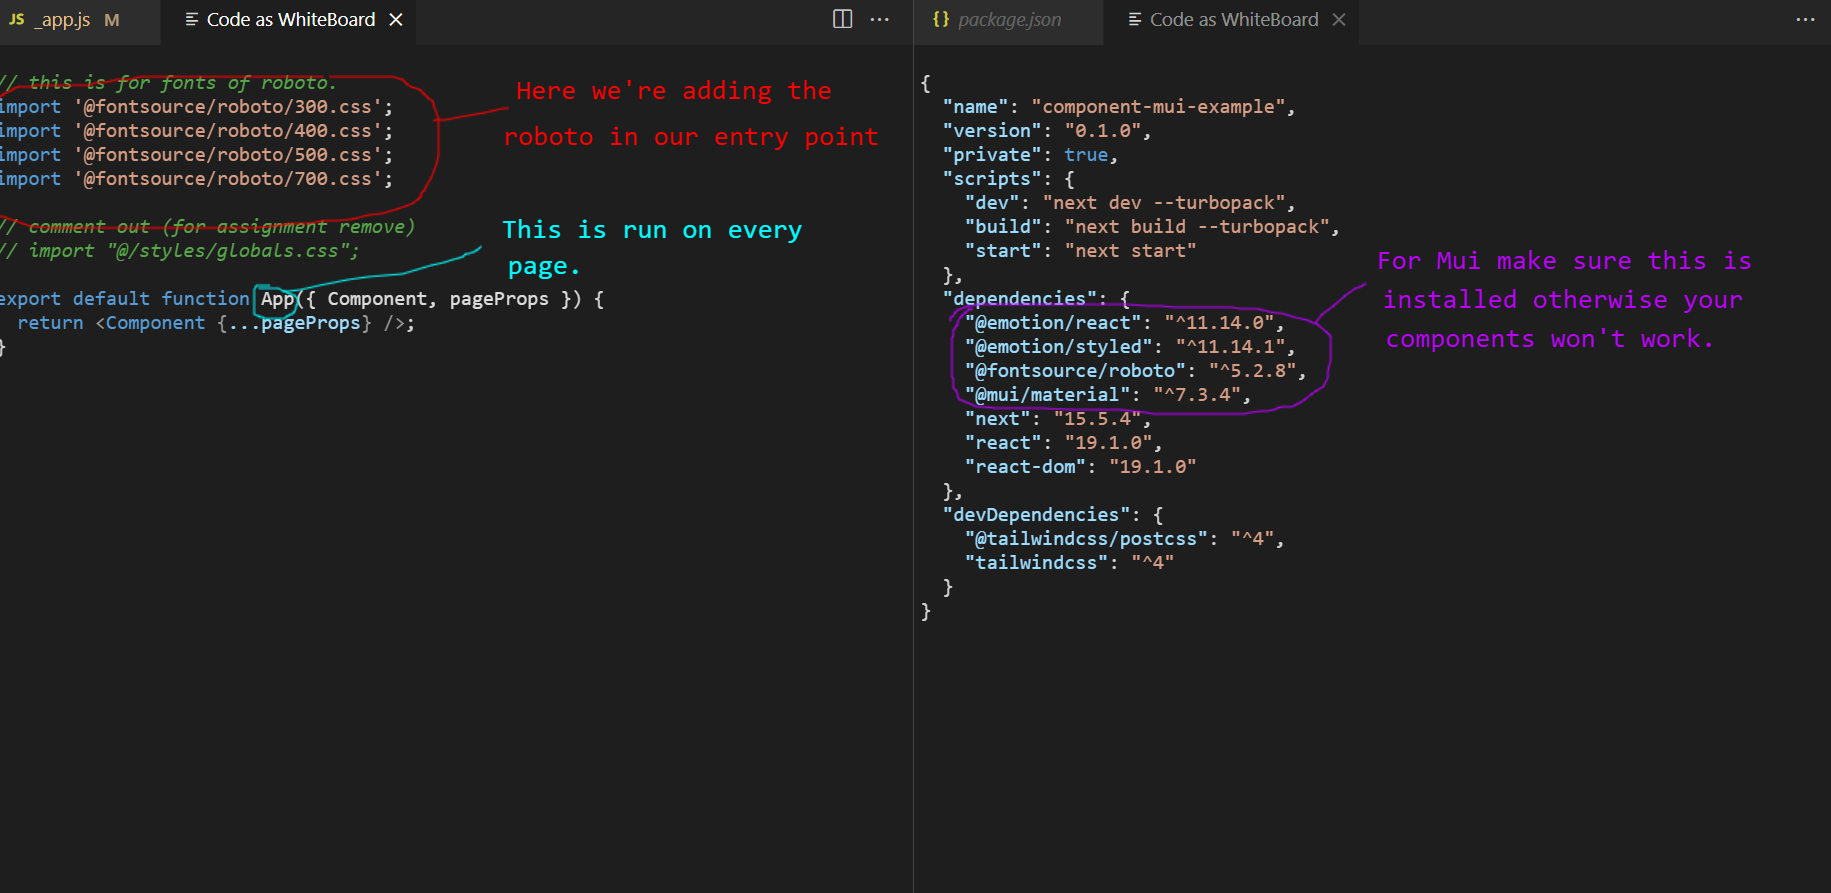 JS _app.js M
Code as WhiteBoard
// this is for fonts of roboto.
import '@fontsource/roboto/300.css';
import '@fontsource/roboto/400.css';
import '@fontsource/roboto/500.css';
import '@fontsource/roboto/700.css';
// comment out (for assignment remove)
// import "@/styles/globals.css";
export default function App({ Component, pageProps }) {
return <Component {...pageProps} />;
}
Here we're adding the
roboto in our entry point
This is run on every
page.
{} package.json
Code as WhiteBoard
{
"name": "component-mui-example",
"version": "0.1.0",
"private": true,
"scripts": {
"dev": "next dev --turbopack",
"build": "next build --turbopack",
"start": "next start"
},
"dependencies": {
"@emotion/react": "^11.14.0",
"@emotion/styled": "^11.14.1",
"@fontsource/roboto": "^5.2.8",
"@mui/material": "^7.3.4",
"next": "15.5.4",
"react": "19.1.0",
"react-dom": "19.1.0"
},
"devDependencies": {
"@tailwindcss/postcss": "^4",
"tailwindcss": "^4"
}
}
For Mui make sure this is
installed otherwise your
components won't work.